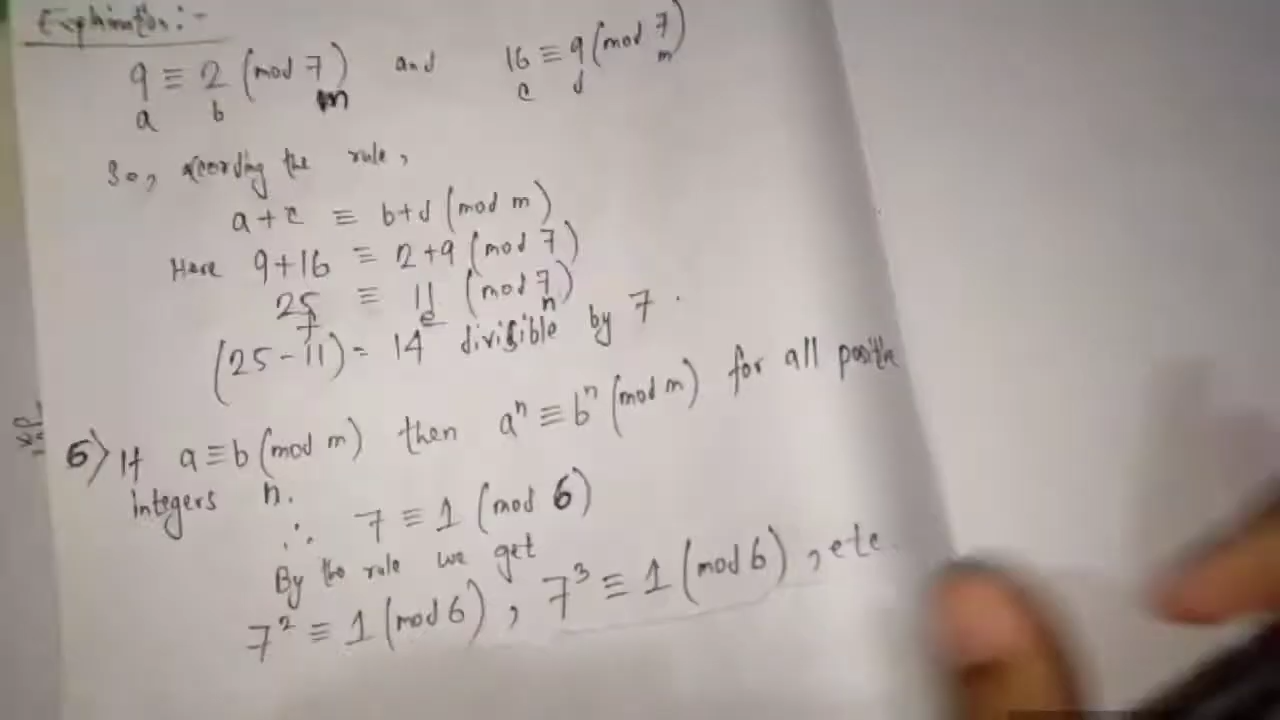 Explination:-
9 ≡ 2 (mod 7) and 16 ≡ 9 (mod 7)
a b m c d m
So, acording the rule,
a+c ≡ b+d (mod m)
Here 9+16 ≡ 2+9 (mod 7)
25 ≡ 11 (mod 7)
(25-11) = 14 divisible by 7.
5) If a≡b (mod m) then aⁿ ≡ bⁿ (mod m) for all positive
integers n.
∴ 7 ≡ 1 (mod 6)
By the rule we get
7² ≡ 1 (mod 6), 7³ ≡ 1 (mod 6), etc.